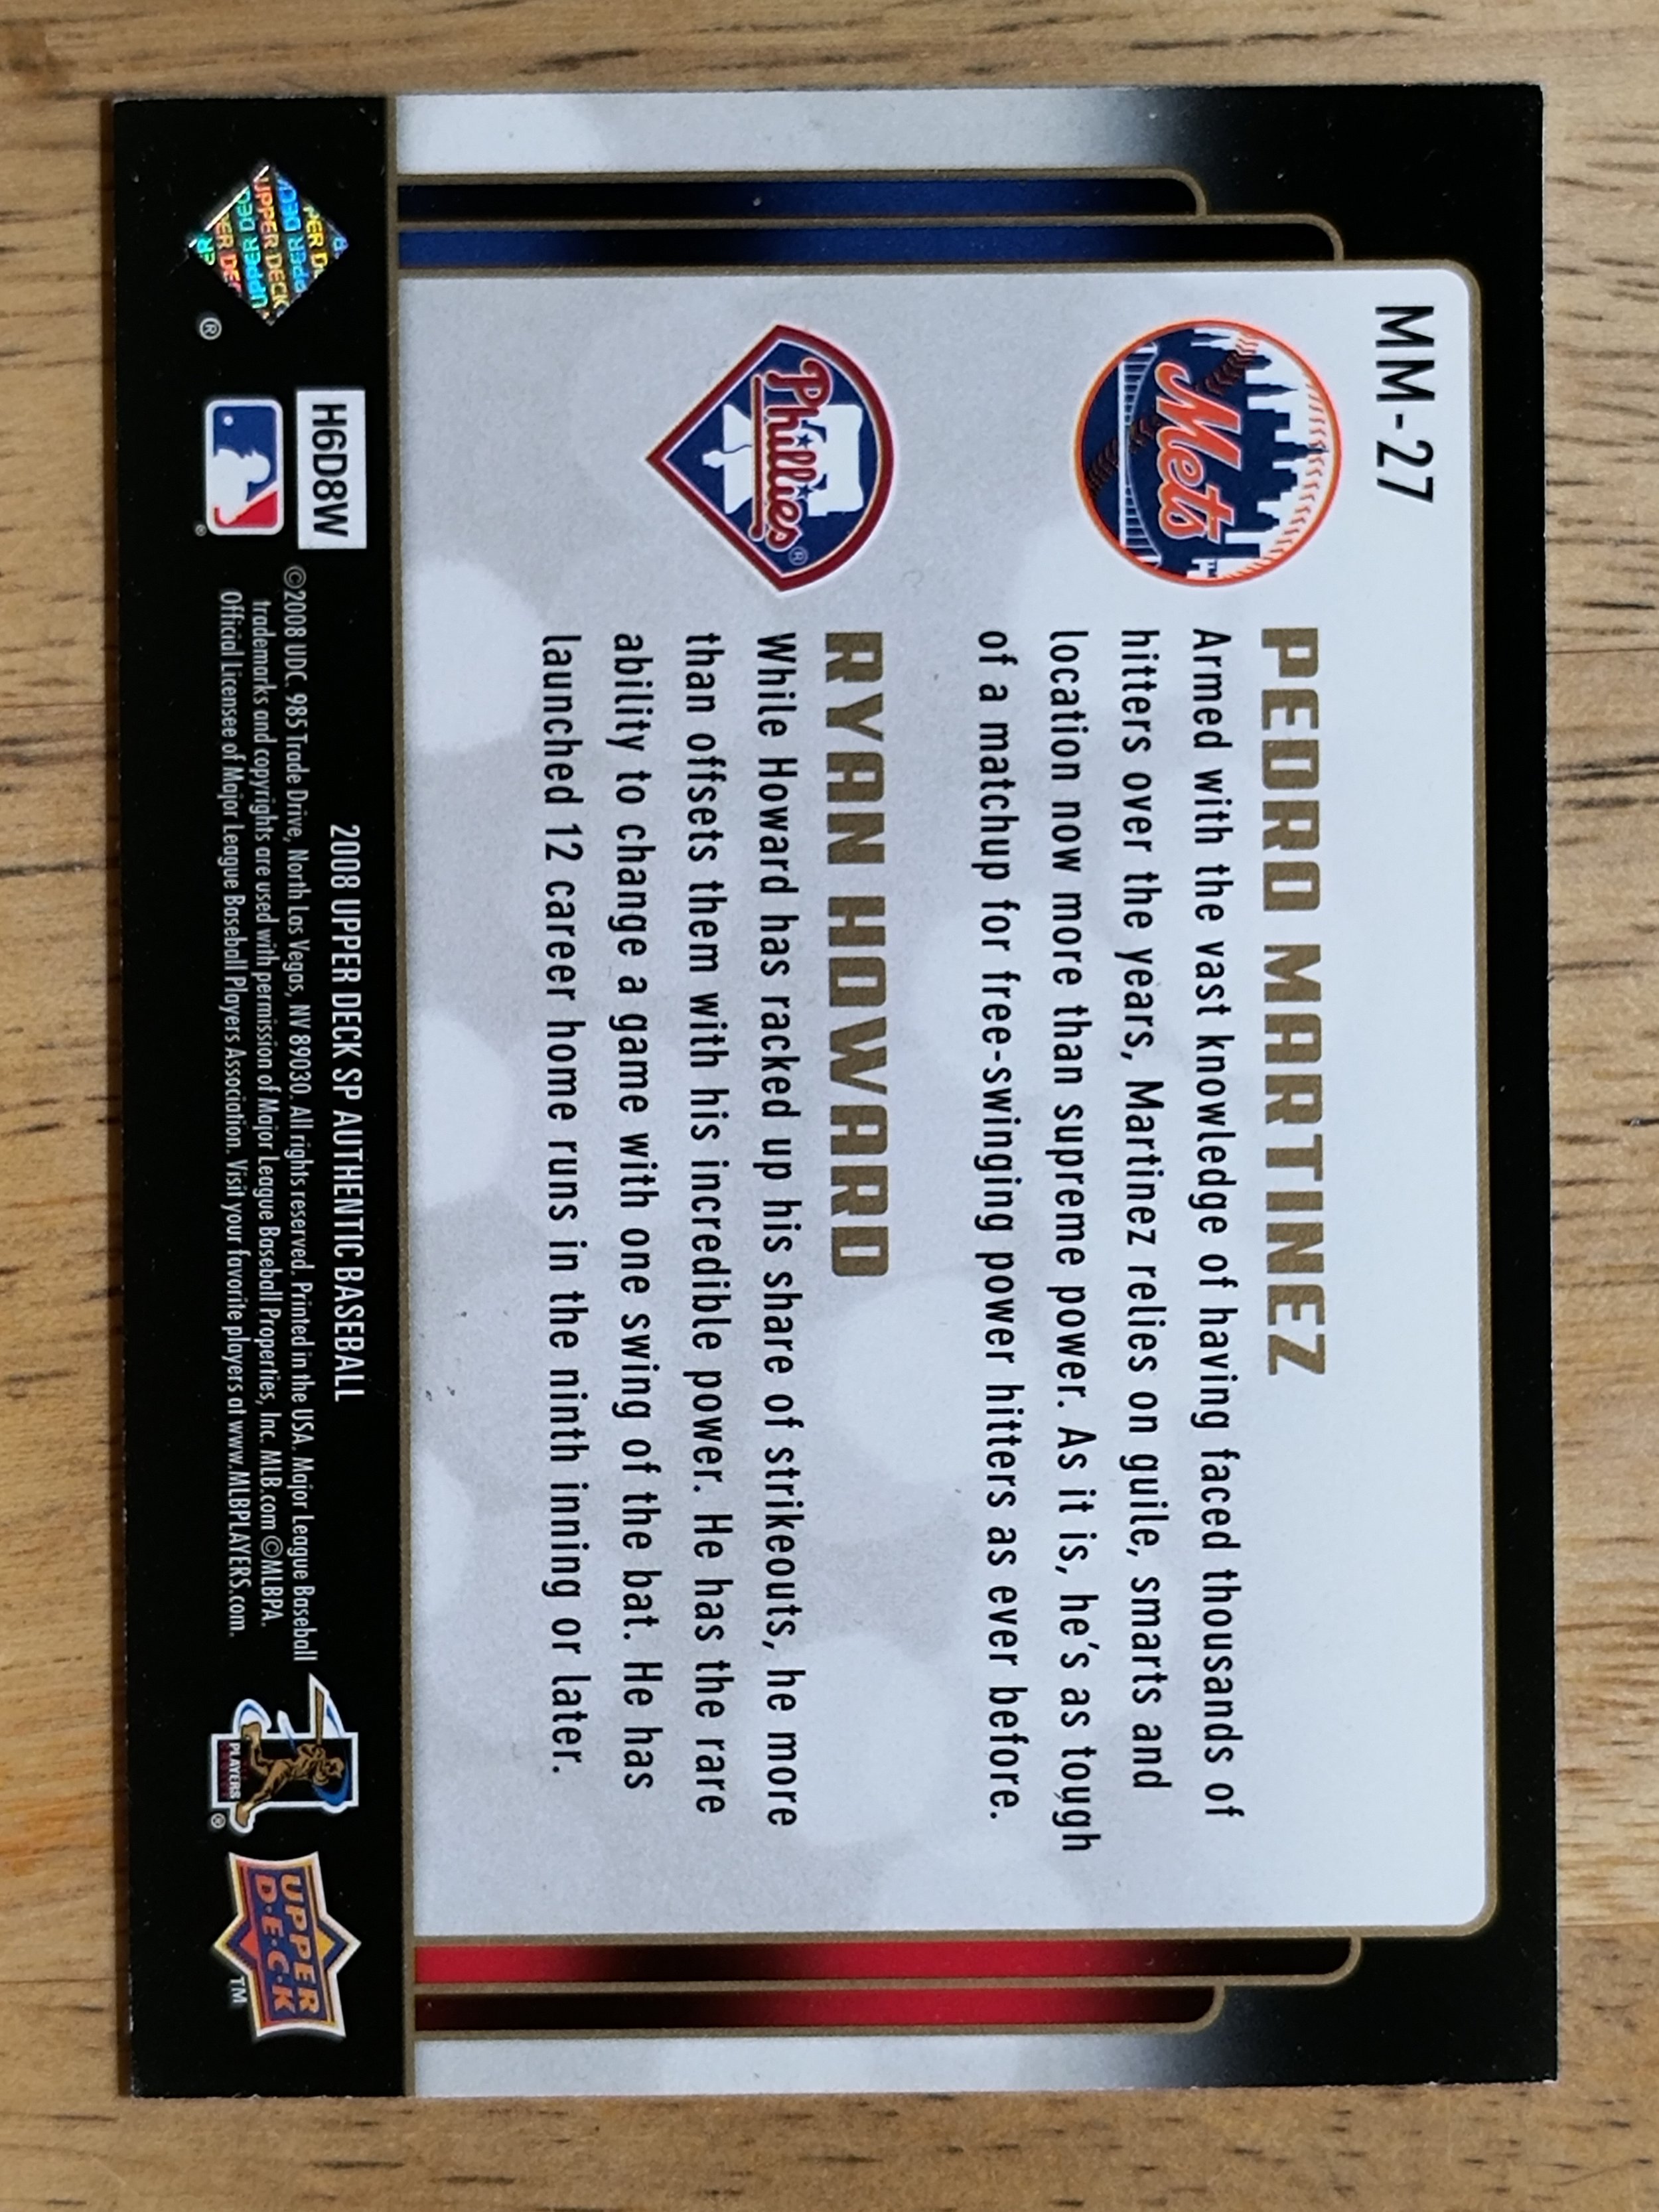 MM-27
Mets
TM
PEDRO MARTINEZ
Armed with the vast knowledge of having faced thousands of
hitters over the years, Martinez relies on guile, smarts and
location now more than supreme power. As it is, he's as tough
of a matchup for free-swinging power hitters as ever before.
Phillies®
RYAN HOWARD
While Howard has racked up his share of strikeouts, he more
than offsets them with his incredible power. He has the rare
ability to change a game with one swing of the bat. He has
launched 12 career home runs in the ninth inning or later.
UPPER DECK
®
H6D8W
®
2008 UPPER DECK SP AUTHENTIC BASEBALL
©2008 UDC. 985 Trade Drive, North Las Vegas, NV 89030. All rights reserved. Printed in the USA. Major League Baseball
trademarks and copyrights are used with permission of Major League Baseball Properties, Inc. MLB.com ©MLBPA
Official Licensee of Major League Baseball Players Association. Visit your favorite players at www.MLBPLAYERS.com.
PLAYERS
®
UPPER
D·E·C·K
TM